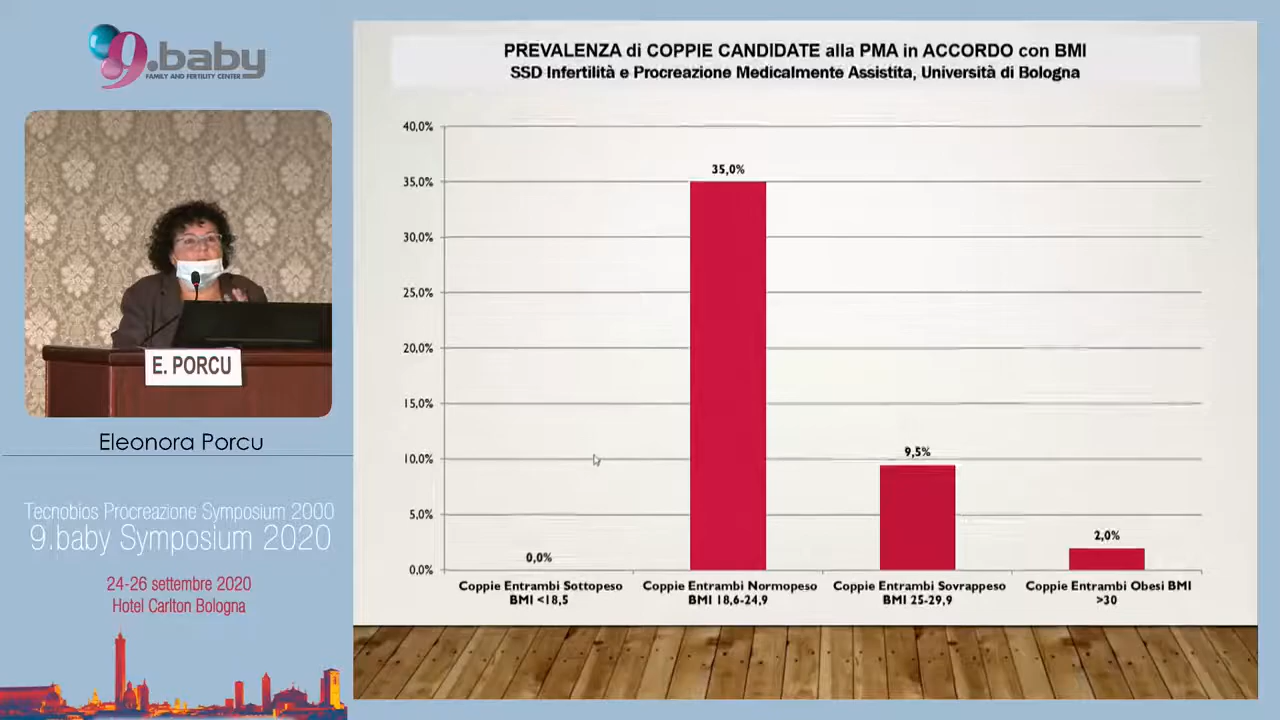 9.baby
FAMILY AND FERTILITY CENTER
E. PORCU
Eleonora Porcu
Tecnobios Procreazione Symposium 2000
9.baby Symposium 2020
24-26 settembre 2020
Hotel Carlton Bologna
PREVALENZA di COPPIE CANDIDATE alla PMA in ACCORDO con BMI
SSD Infertilità e Procreazione Medicalmente Assistita, Università di Bologna
40.0%
35.0%
30.0%
25.0%
20.0%
15.0%
10.0%
5.0%
0.0%
0,0%
35,0%
9,5%
2,0%
Coppie Entrambi Sottopeso
BMI <18,5
Coppie Entrambi Normopeso
BMI 18,6-24,9
Coppie Entrambi Sovrappeso
BMI 25-29,9
Coppie Entrambi Obesi BMI
>30